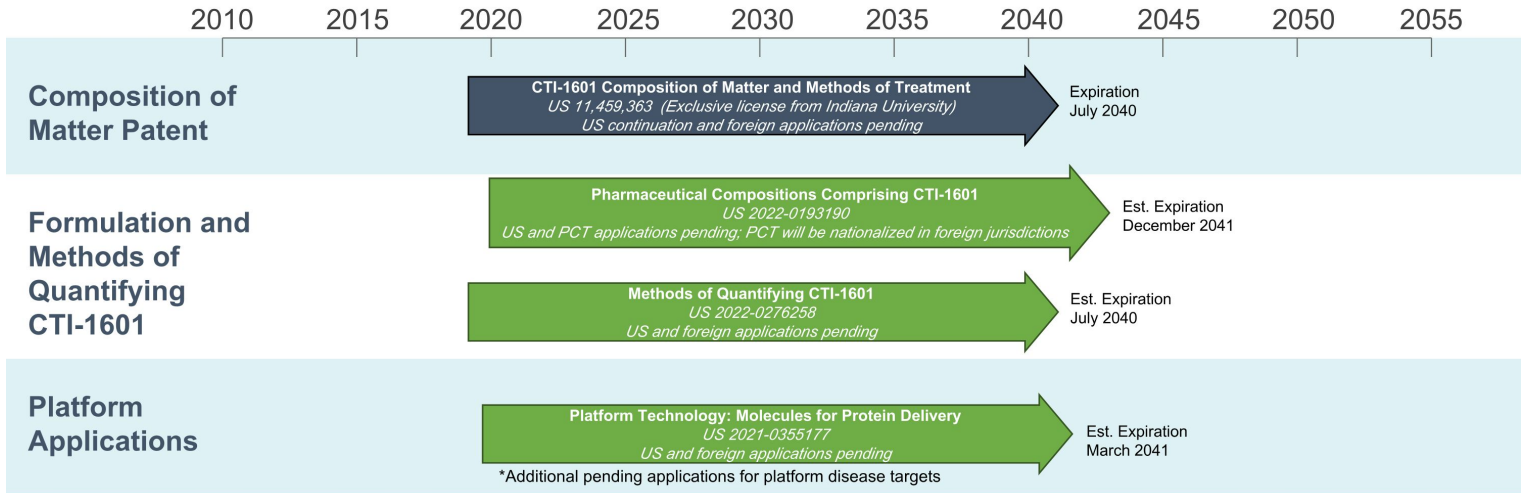 2010 2015 2020 2025 2030 2035 2040 2045 2050 2055
Composition of
Matter Patent
CTI-1601 Composition of Matter and Methods of Treatment
US 11,459,363 (Exclusive license from Indiana University)
US continuation and foreign applications pending
Expiration
July 2040
Formulation and
Methods of
Quantifying
CTI-1601
Pharmaceutical Compositions Comprising CTI-1601
US 2022-0193190
US and PCT applications pending; PCT will be nationalized in foreign jurisdictions
Est. Expiration
December 2041
Methods of Quantifying CTI-1601
US 2022-0276258
US and foreign applications pending
Est. Expiration
July 2040
Platform
Applications
Platform Technology: Molecules for Protein Delivery
US 2021-0355177
US and foreign applications pending
Est. Expiration
March 2041
*Additional pending applications for platform disease targets